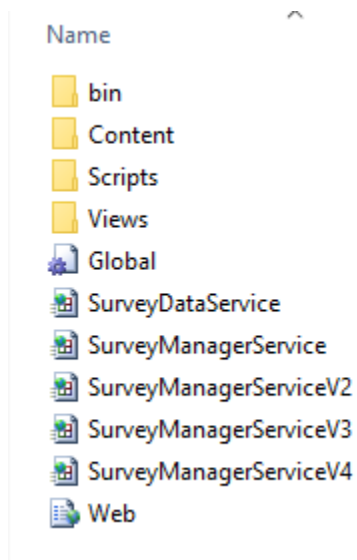 Name
bin
Content
Scripts
Views
Global
SurveyDataService
SurveyManagerService
SurveyManagerServiceV2
SurveyManagerServiceV3
SurveyManagerServiceV4
Web